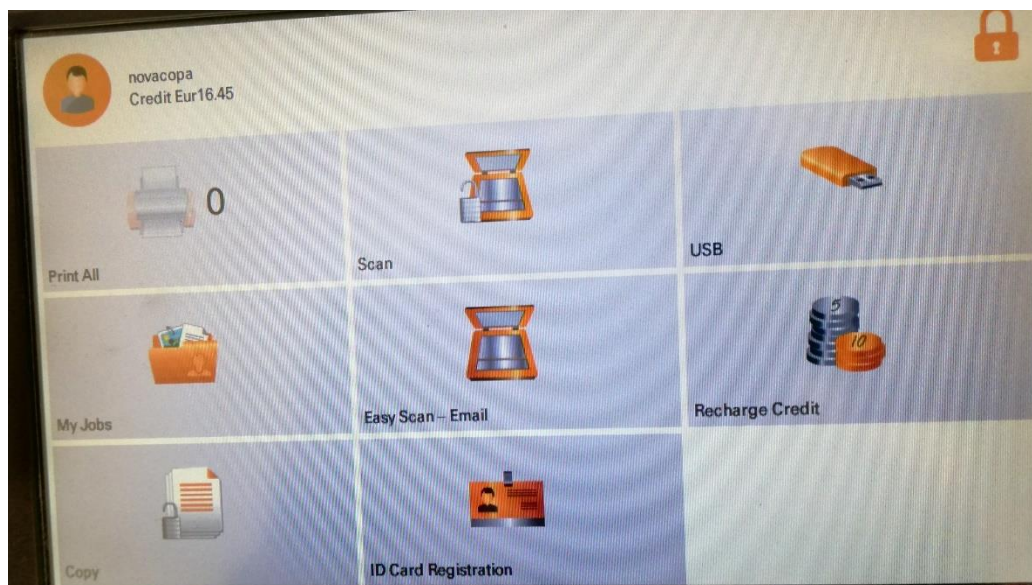 novacopa
Credit Eur16.45
0
Print All
Scan
USB
5
10
My Jobs
Easy Scan – Email
Recharge Credit
Copy
ID Card Registration